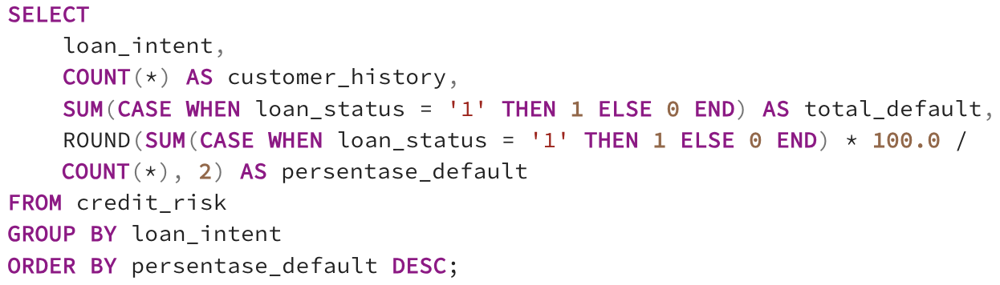 SELECT
    loan_intent,
    COUNT(*) AS customer_history,
    SUM(CASE WHEN loan_status = '1' THEN 1 ELSE 0 END) AS total_default,
    ROUND(SUM(CASE WHEN loan_status = '1' THEN 1 ELSE 0 END) * 100.0 /
    COUNT(*), 2) AS persentase_default
FROM credit_risk
GROUP BY loan_intent
ORDER BY persentase_default DESC;